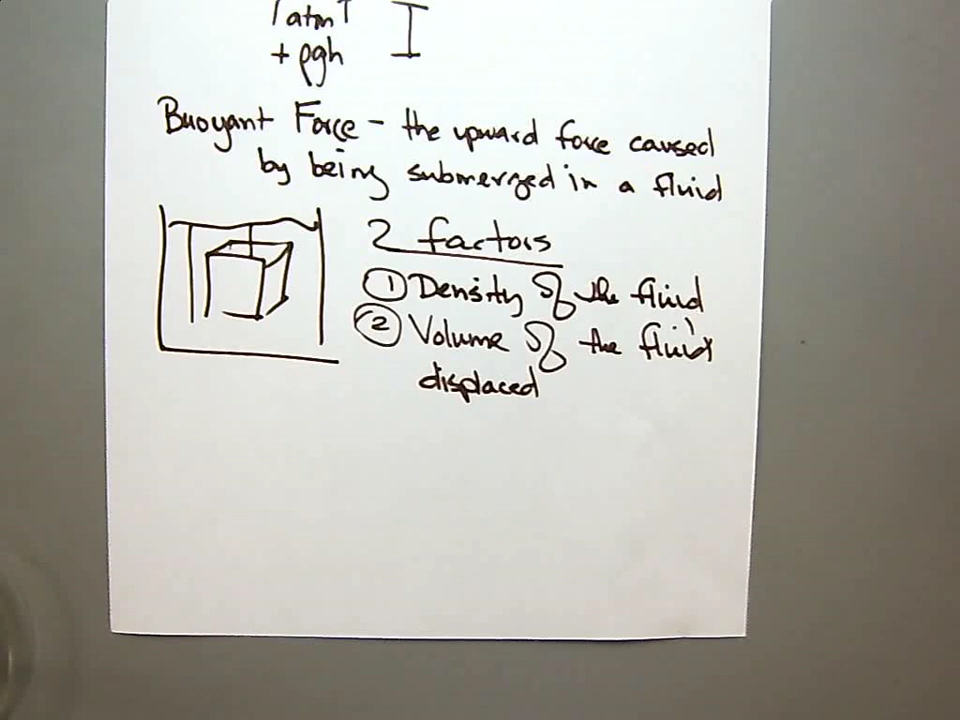 Patm
+ ρgh
Buoyant Force - the upward force caused
by being submerged in a fluid
2 factors
① Density of the fluid
② Volume of the fluid
displaced